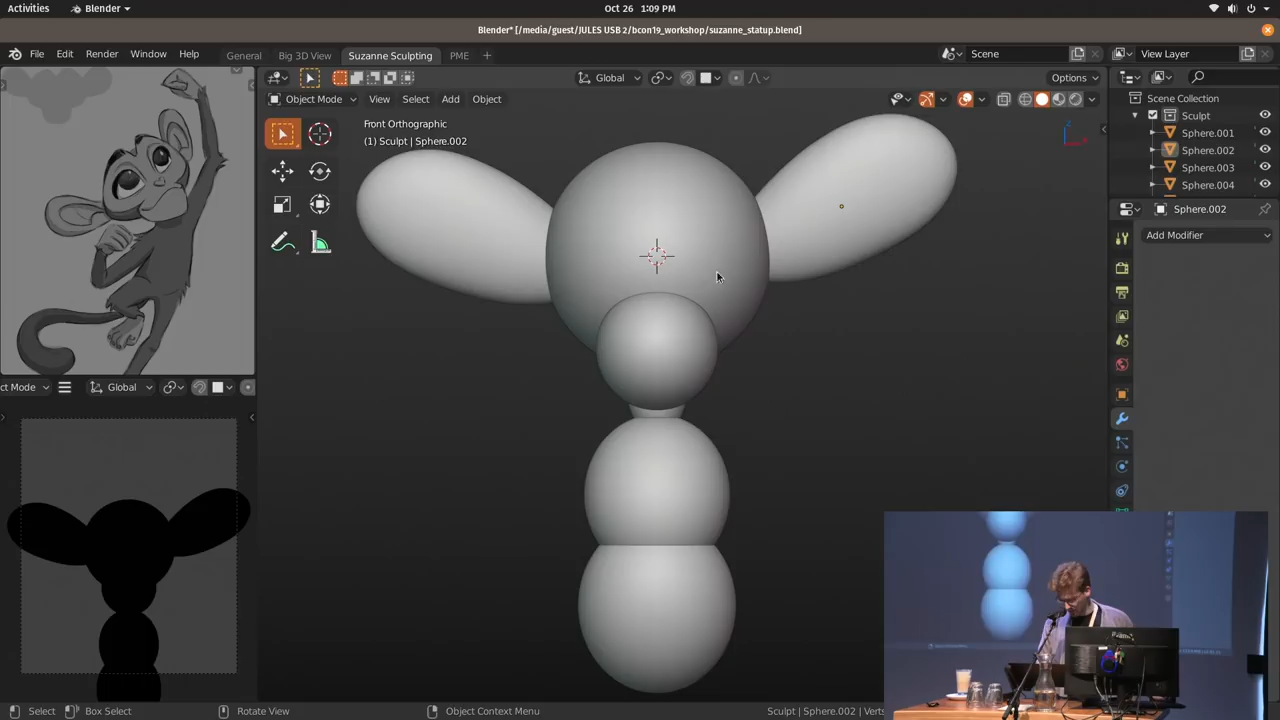 Activities
Blender
Oct 26 1:09 PM
Blender* [/media/guest/JULES USB 2/bcon19_workshop/suzanne_statup.blend]
File Edit Render Window Help
General
Big 3D View
Suzanne Sculpting
PME
+
Scene
View Layer
Global
Options
Object Mode
View Select Add Object
Front Orthographic
(1) Sculpt | Sphere.002
Z
Scene Collection
Sculpt
Sphere.001
Sphere.002
Sphere.003
Sphere.004
Sphere.002
Add Modifier
ct Mode
Global
Select
Box Select
Rotate View
Object Context Menu
Sculpt | Sphere.002 | Verts